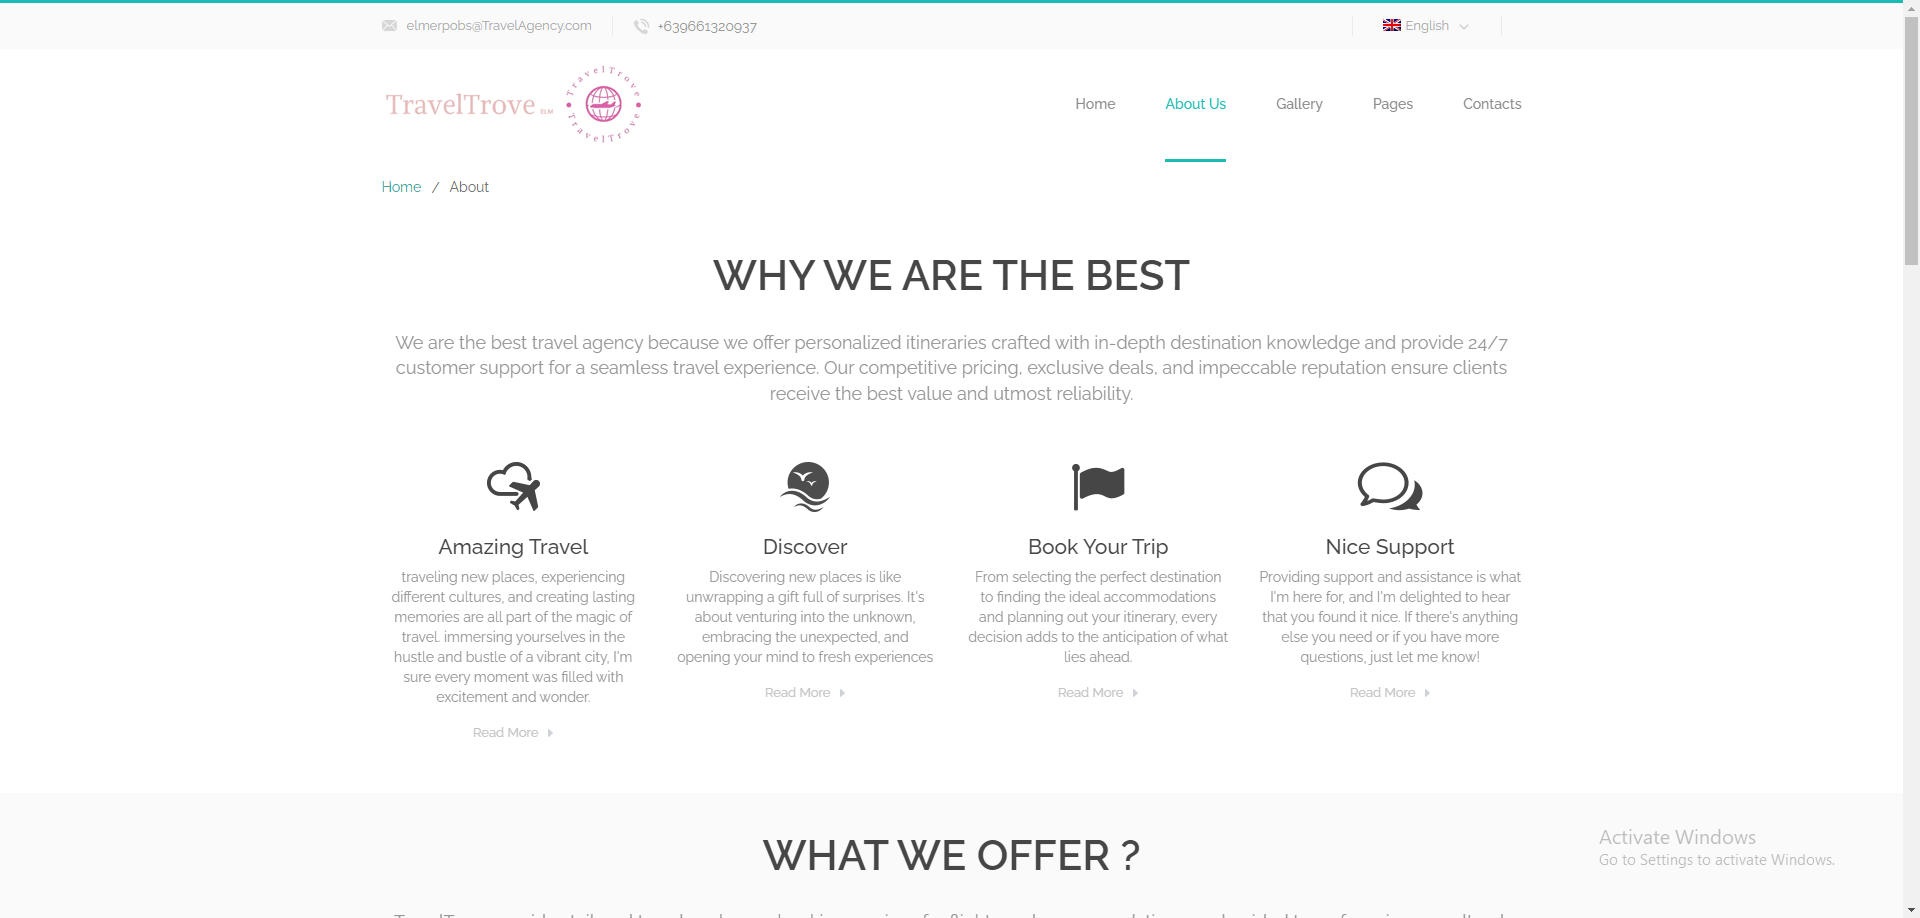 elmerpobs@TravelAgency.com
+639661320937
English
TravelTrove ELM
TravelTrove
TravelTrove
Home
About Us
Gallery
Pages
Contacts
Home / About
WHY WE ARE THE BEST
We are the best travel agency because we offer personalized itineraries crafted with in-depth destination knowledge and provide 24/7
customer support for a seamless travel experience. Our competitive pricing, exclusive deals, and impeccable reputation ensure clients
receive the best value and utmost reliability.
Amazing Travel
traveling new places, experiencing
different cultures, and creating lasting
memories are all part of the magic of
travel. immersing yourselves in the
hustle and bustle of a vibrant city, I'm
sure every moment was filled with
excitement and wonder.
Read More
Discover
Discovering new places is like
unwrapping a gift full of surprises. It's
about venturing into the unknown,
embracing the unexpected, and
opening your mind to fresh experiences
Read More
Book Your Trip
From selecting the perfect destination
to finding the ideal accommodations
and planning out your itinerary, every
decision adds to the anticipation of what
lies ahead.
Read More
Nice Support
Providing support and assistance is what
I'm here for, and I'm delighted to hear
that you found it nice. If there's anything
else you need or if you have more
questions, just let me know!
Read More
WHAT WE OFFER ?
Activate Windows
Go to Settings to activate Windows.